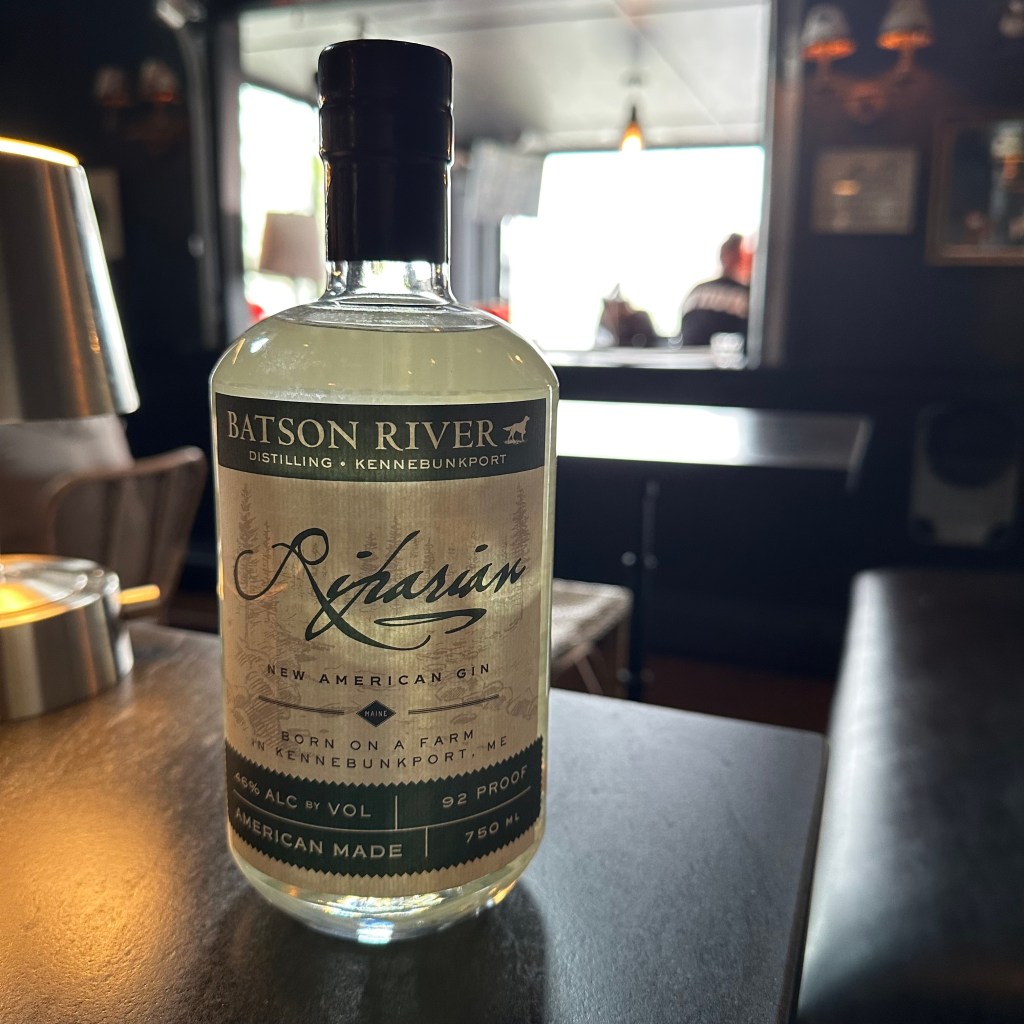 BATSON RIVER
DISTILLING • KENNEBUNKPORT
Riparian
NEW AMERICAN GIN
MAINE
BORN ON A FARM
IN KENNEBUNKPORT, ME
46% ALC BY VOL
92 PROOF
AMERICAN MADE
750 ML